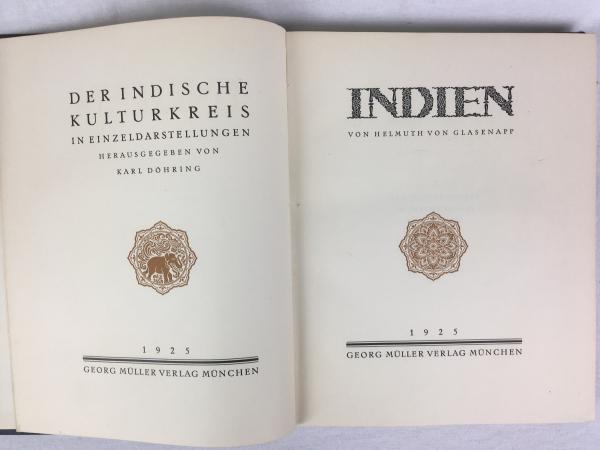 DER INDISCHE
KULTURKREIS
IN EINZELDARSTELLUNGEN
HERAUSGEGEBEN VON
KARL DÖHRING
1925
GEORG MÜLLER VERLAG MÜNCHEN
INDIEN
VON HELMUTH VON GLASENAPP
1925
GEORG MÜLLER VERLAG MÜNCHEN